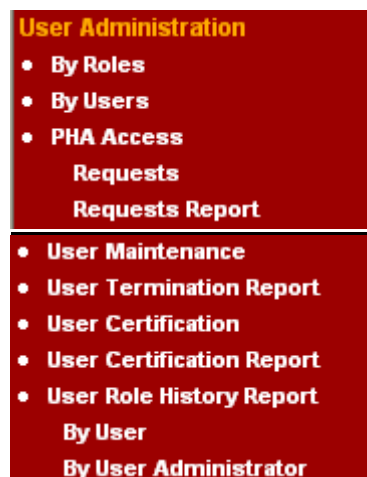 User Administration
• By Roles
• By Users
• PHA Access
Requests
Requests Report
• User Maintenance
• User Termination Report
• User Certification
• User Certification Report
• User Role History Report
By User
By User Administrator